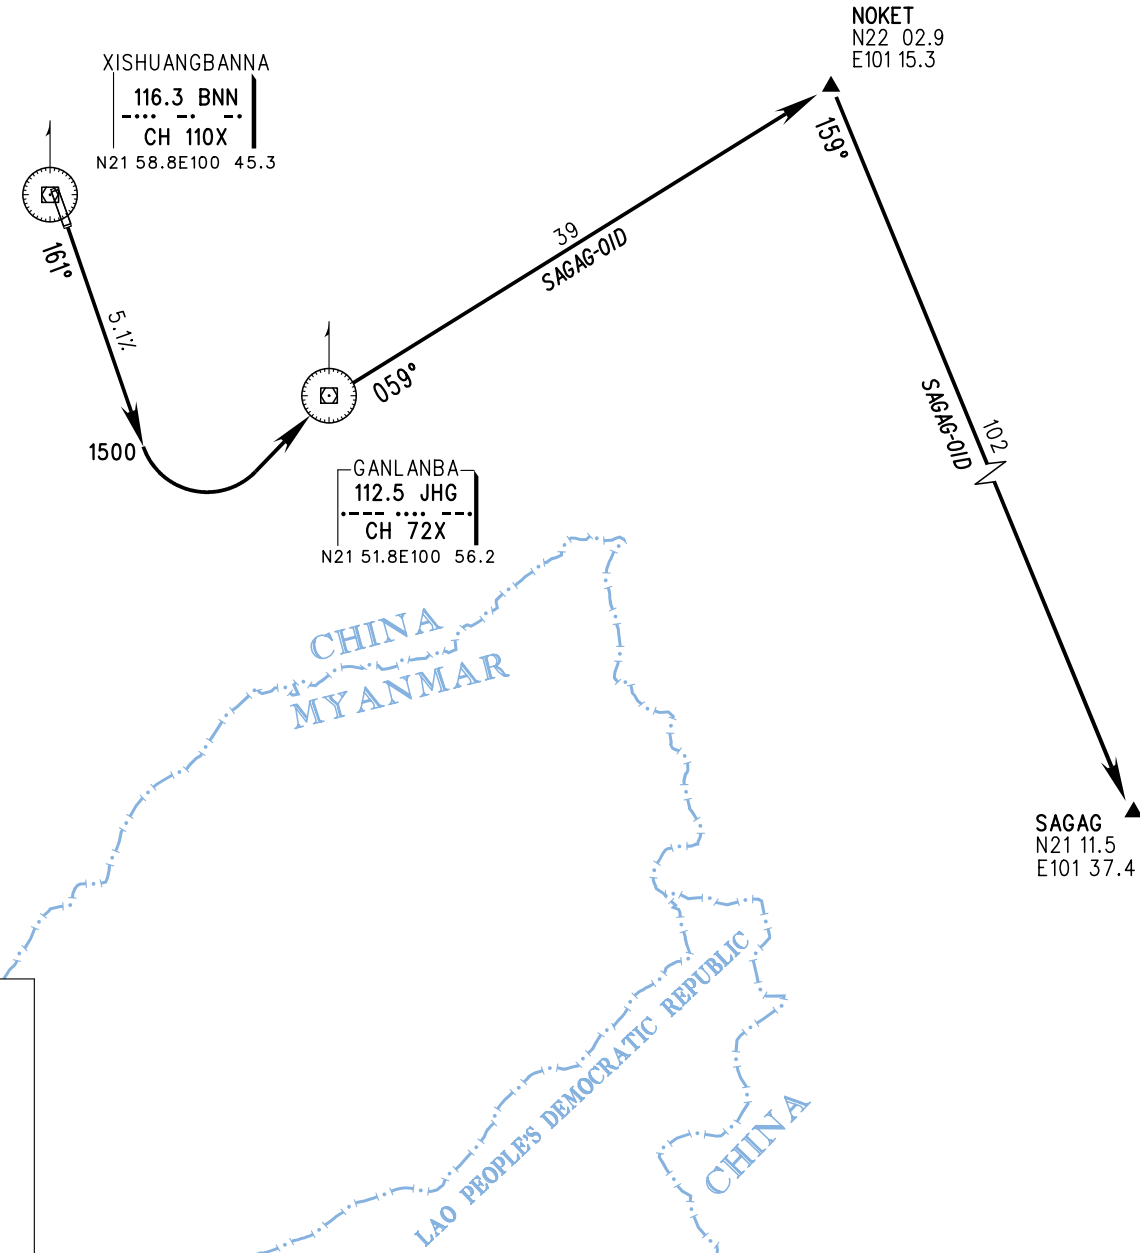 NOKET
N22 02.9
E101 15.3
XISHUANGBANNA
116.3 BNN
CH 110X
N21 58.8E100 45.3
159°
161°
39
SAGAG-01D
5.1%
059°
1500
SAGAG-01D
102
GANLANBA
112.5 JHG
CH 72X
N21 51.8E100 56.2
CHINA
MYANMAR
SAGAG
N21 11.5
E101 37.4
LAO PEOPLE'S DEMOCRATIC REPUBLIC
CHINA